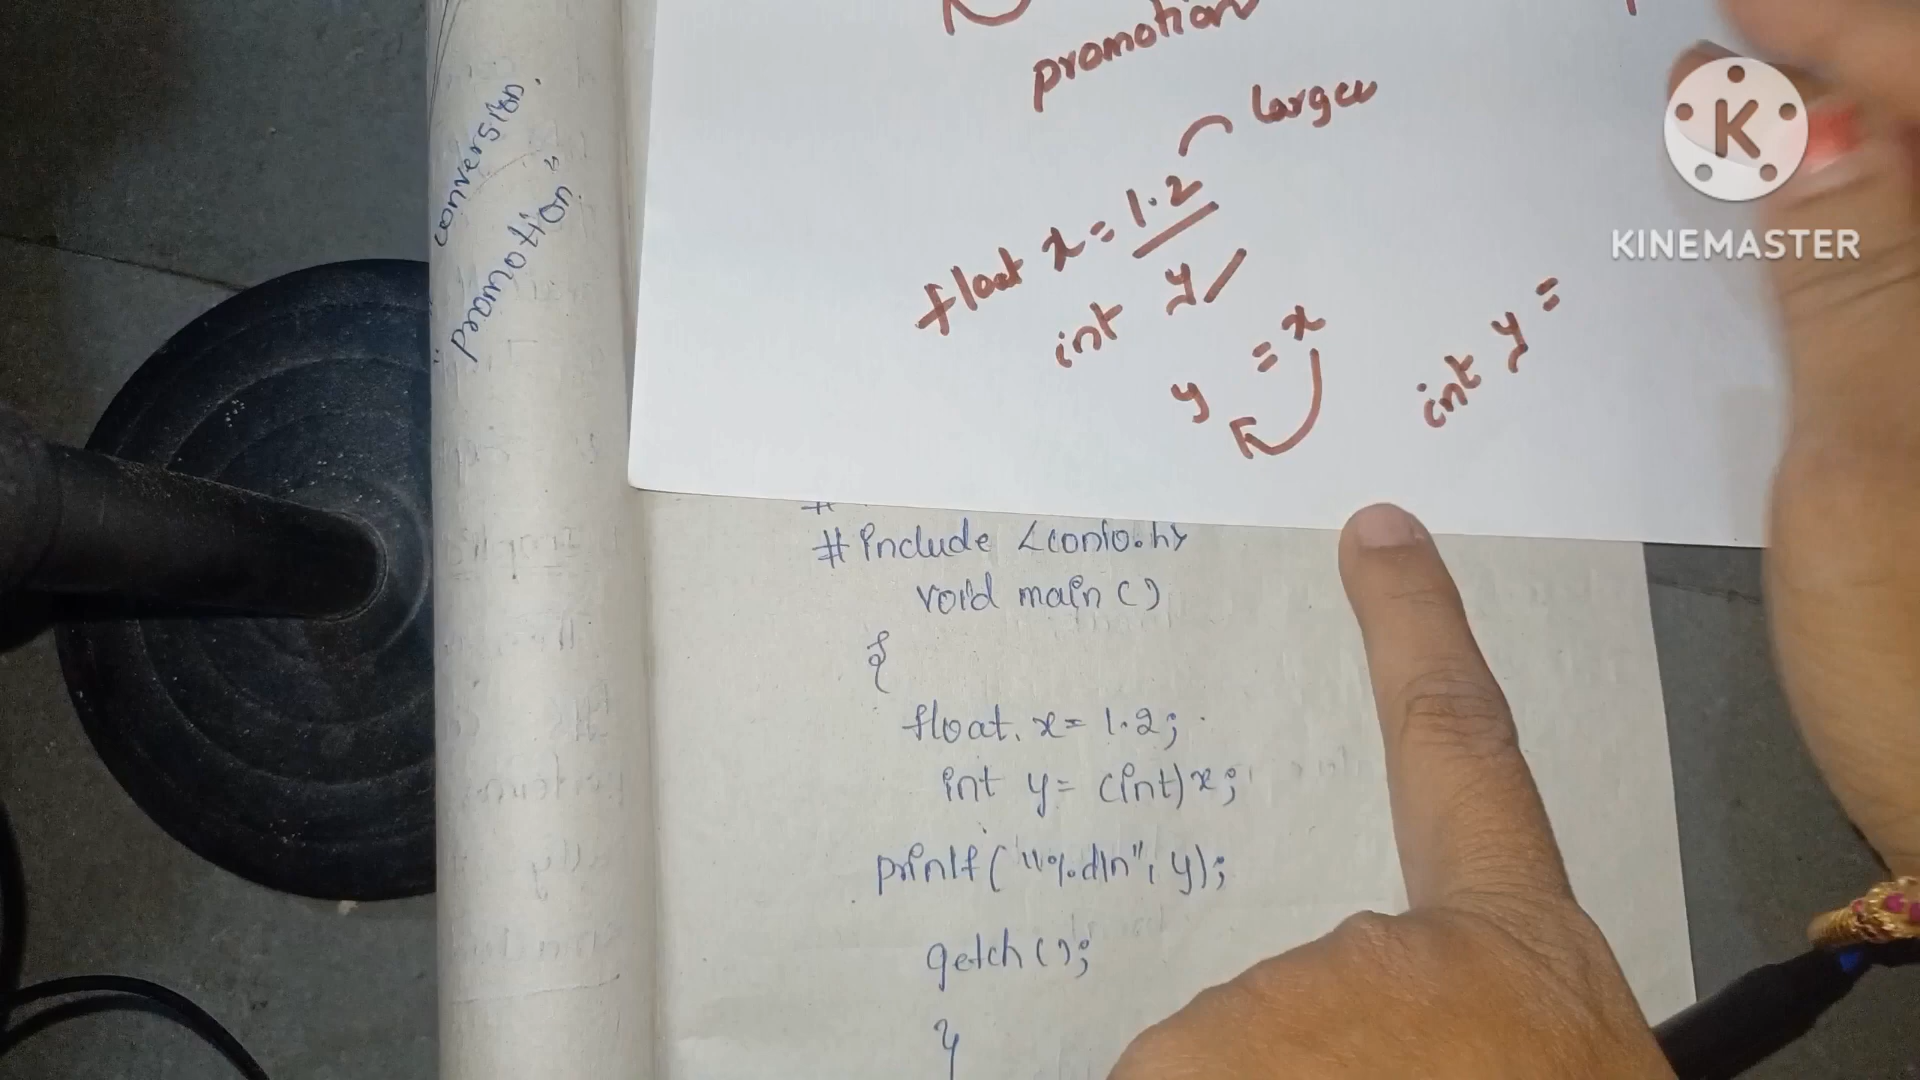 conversion.
"promotion"
promotion
larger
float x = 1.2
int y
y = x
int y =
#include <conio.h>
void main ()
{
float x = 1.2;
int y = (int)x;
printf("%d\n", y);
getch();
}
K
KINEMASTER